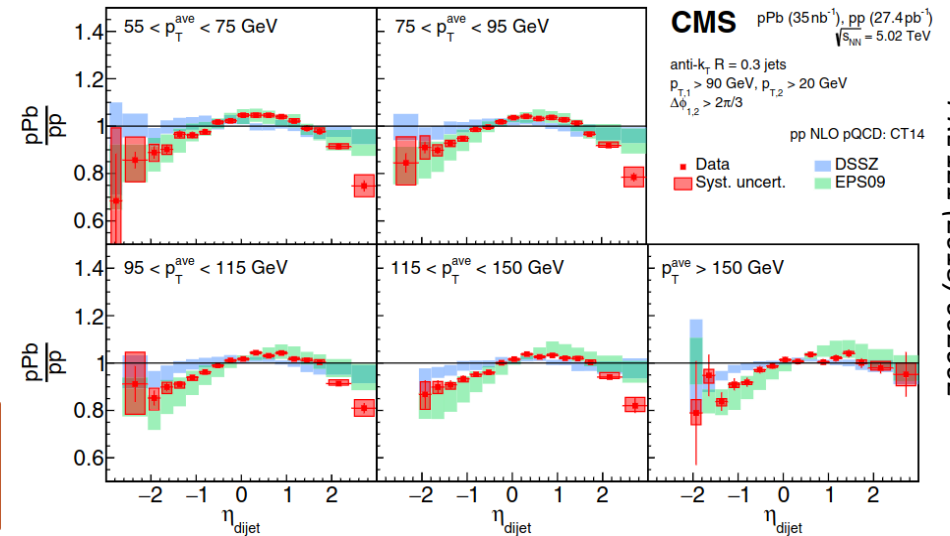 55 < p_T^ave < 75 GeV
75 < p_T^ave < 95 GeV
CMS
pPb (35 nb⁻¹), pp (27.4 pb⁻¹)
√s_NN = 5.02 TeV
anti-k_T R = 0.3 jets
p_T,1 > 90 GeV, p_T,2 > 20 GeV
Δϕ_1,2 > 2π/3
pp NLO pQCD: CT14
Data
DSSZ
Syst. uncert.
EPS09
pPb
pp
1.4
1.2
1
0.8
0.6
95 < p_T^ave < 115 GeV
115 < p_T^ave < 150 GeV
p_T^ave > 150 GeV
pPb
pp
1.4
1.2
1
0.8
0.6
−2 −1 0 1 2
−2 −1 0 1 2
−2 −1 0 1 2
η_dijet
η_dijet
η_dijet